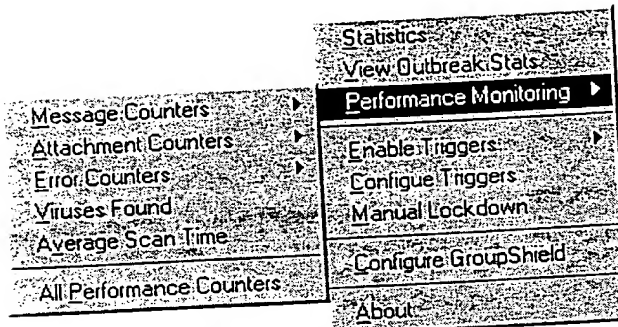 Statistics
View Outbreak Stats
Performance Monitoring
Enable Triggers
Configue Triggers
Manual Lockdown
Configure GroupShield
About
Message Counters
Attachment Counters
Error Counters
Viruses Found
Average Scan Time
All Performance Counters